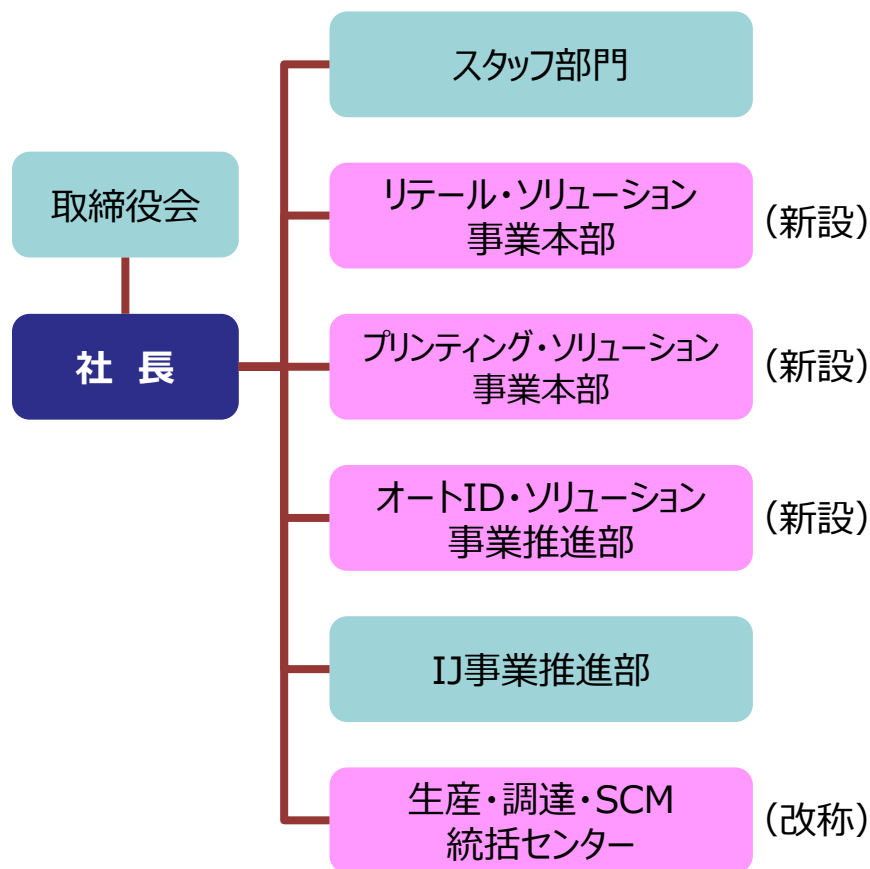 スタッフ部門
取締役会
リテール・ソリューション
事業本部
(新設)
社 長
プリンティング・ソリューション
事業本部
(新設)
オートID・ソリューション
事業推進部
(新設)
IJ事業推進部
生産・調達・SCM
統括センター
(改称)